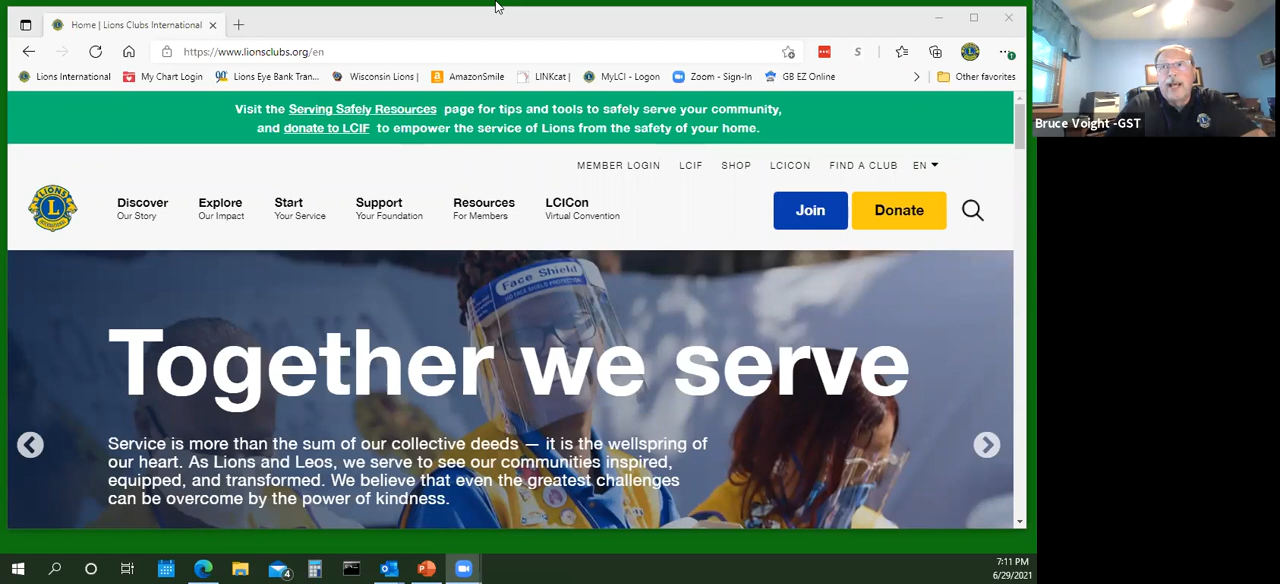 Home | Lions Clubs International
https://www.lionsclubs.org/en
Lions International
My Chart Login
Lions Eye Bank Tran...
Wisconsin Lions |
AmazonSmile
LINKcat |
MyLCI - Logon
Zoom - Sign-In
GB EZ Online
Other favorites
Visit the Serving Safely Resources page for tips and tools to safely serve your community,
and donate to LCIF to empower the service of Lions from the safety of your home.
MEMBER LOGIN
LCIF
SHOP
LCICON
FIND A CLUB
EN
LIONS
L
INTERNATIONAL
Discover
Our Story
Explore
Our Impact
Start
Your Service
Support
Your Foundation
Resources
For Members
LCICon
Virtual Convention
Join
Donate
Face Shield
Together we serve
Service is more than the sum of our collective deeds — it is the wellspring of
our heart. As Lions and Leos, we serve to see our communities inspired,
equipped, and transformed. We believe that even the greatest challenges
can be overcome by the power of kindness.
Bruce Voight -GST
4
7:11 PM
6/29/2021